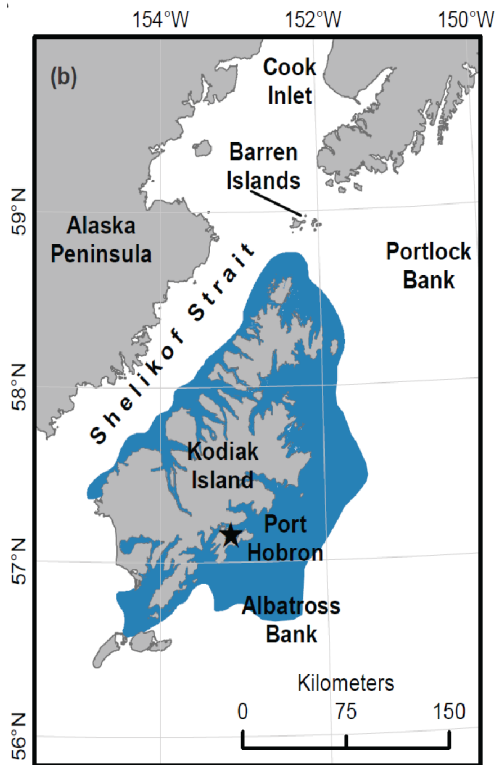 154°W 152°W 150°W
(b)
Cook
Inlet
Barren
Islands
59°N
Alaska
Peninsula
Portlock
Bank
Shelikof Strait
58°N
Kodiak
Island
Port
Hobron
57°N
Albatross
Bank
Kilometers
0 75 150
56°N